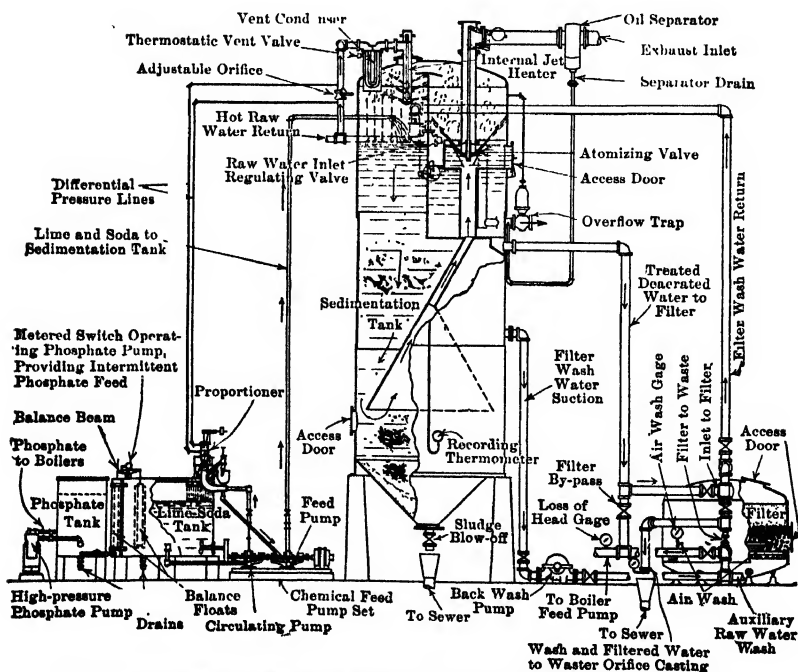 Vent Condenser
Thermostatic Vent Valve
Adjustable Orifice
Oil Separator
Exhaust Inlet
Internal Jet
Heater
Separator Drain
Hot Raw
Water Return
Raw Water Inlet
Regulating Valve
Atomizing Valve
Access Door
Differential
Pressure Lines
Overflow Trap
Lime and Soda to
Sedimentation Tank
Treated
Deaerated
Water to
Filter
Filter Wash Water Return
Sedimentation
Tank
Metered Switch Operat-
ing Phosphate Pump,
Providing Intermittent
Phosphate Feed
Proportioner
Filter
Wash
Water
Suction
Air Wash Gage
Filter to Waste
Inlet to Filter
Balance Beam
Access
Door
Access
Door
Phosphate
to Boilers
Recording
Thermometer
Filter
By-pass
Phosphate
Tank
Lime-Soda
Tank
Feed
Pump
Sludge
Blow-off
Loss of
Head Gage
Filter
High-pressure
Phosphate Pump
Balance
Floats
Drains
Circulating Pump
Chemical Feed
Pump Set
To Sewer
Back Wash
Pump
To Boiler
Feed Pump
Air Wash
To Sewer
Auxiliary
Raw Water
Wash
Wash and Filtered Water
to Waster Orifice Casting